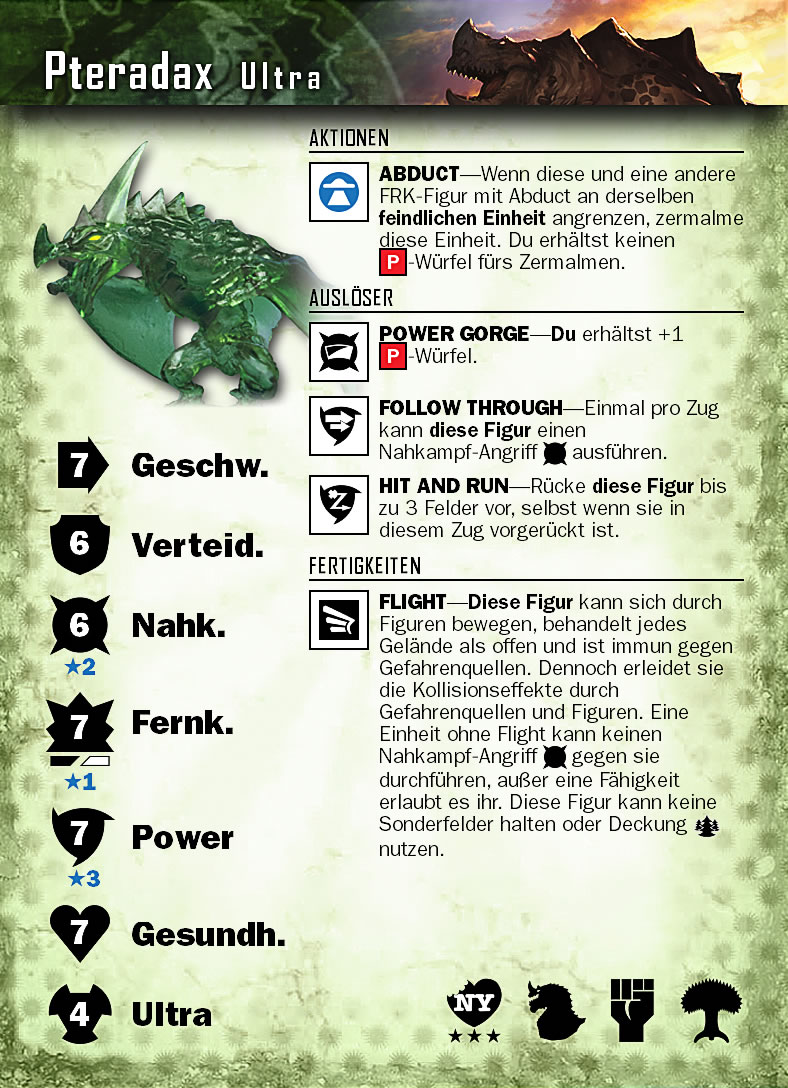 Pteradax Ultra
AKTIONEN
ABDUCT—Wenn diese und eine andere
FRK-Figur mit Abduct an derselben
feindlichen Einheit angrenzen, zermalme
diese Einheit. Du erhältst keinen
P-Würfel fürs Zermalmen.
AUSLÖSER
POWER GORGE—Du erhältst +1
P-Würfel.
FOLLOW THROUGH—Einmal pro Zug
kann diese Figur einen
Nahkampf-Angriff ausführen.
HIT AND RUN—Rücke diese Figur bis
zu 3 Felder vor, selbst wenn sie in
diesem Zug vorgerückt ist.
FERTIGKEITEN
FLIGHT—Diese Figur kann sich durch
Figuren bewegen, behandelt jedes
Gelände als offen und ist immun gegen
Gefahrenquellen. Dennoch erleidet sie
die Kollisionseffekte durch
Gefahrenquellen und Figuren. Eine
Einheit ohne Flight kann keinen
Nahkampf-Angriff gegen sie
durchführen, außer eine Fähigkeit
erlaubt es ihr. Diese Figur kann keine
Sonderfelder halten oder Deckung
nutzen.
7 Geschw.
6 Verteid.
6 Nahk.
★2
7 Fernk.
★1
7 Power
★3
7 Gesundh.
4 Ultra
Z
NY
★★★